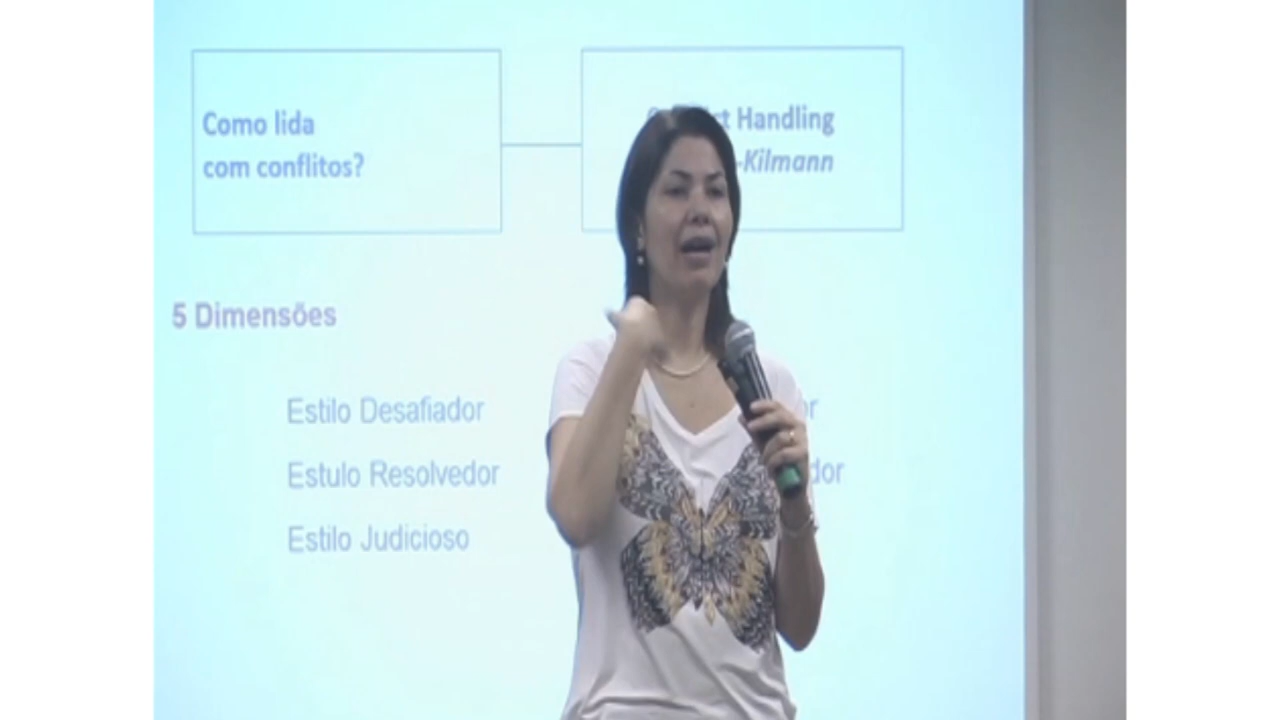 Como lida
com conflitos?
Handling
-Kilmann
5 Dimensões
Estilo Desafiador
Estulo Resolvedor
Estilo Judicioso